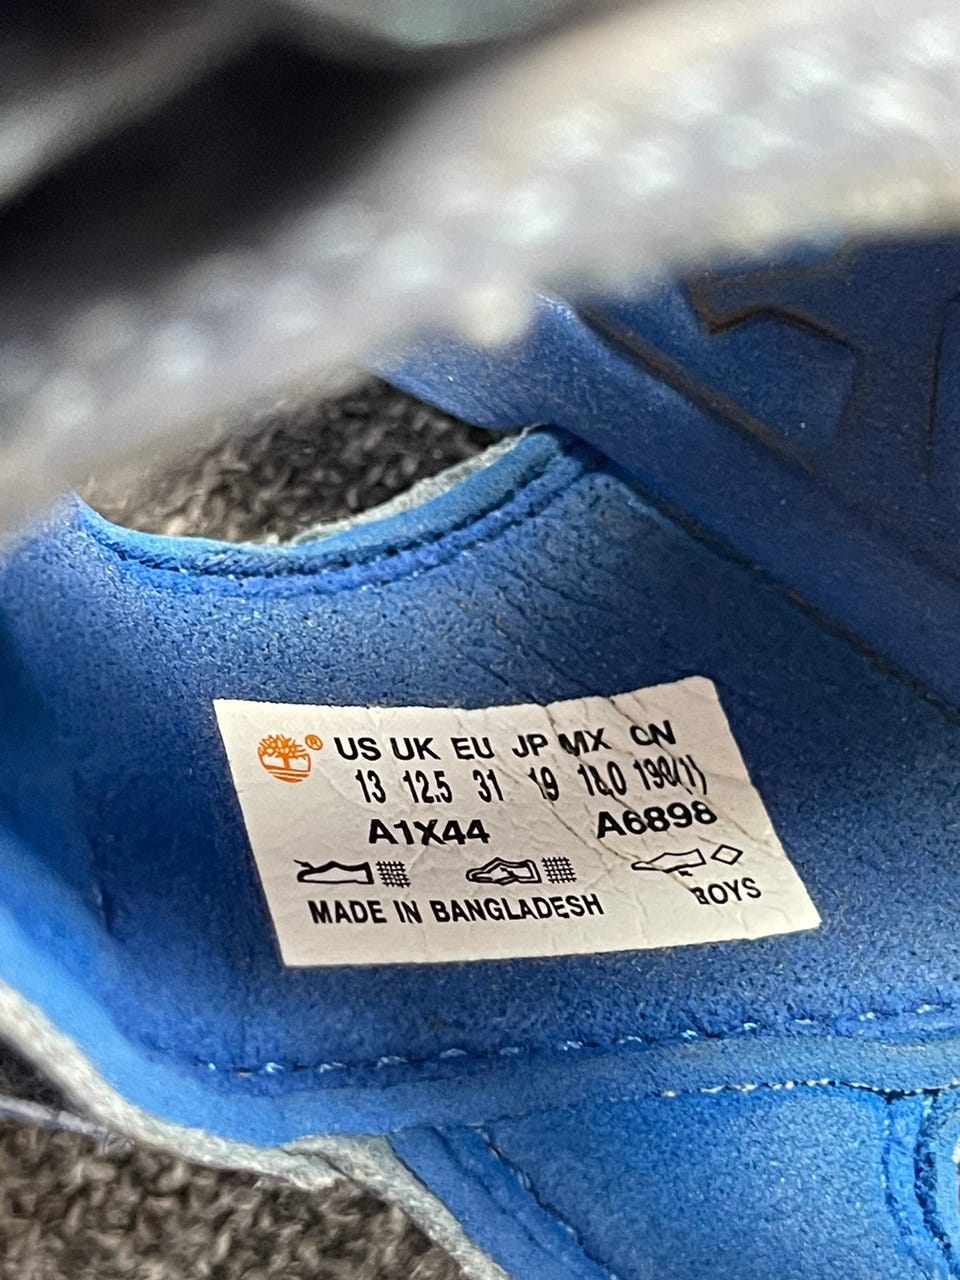 ® US UK EU JP MX CN
13 12.5 31 19 18.0 190(1)
A1X44 A6898
BOYS
MADE IN BANGLADESH